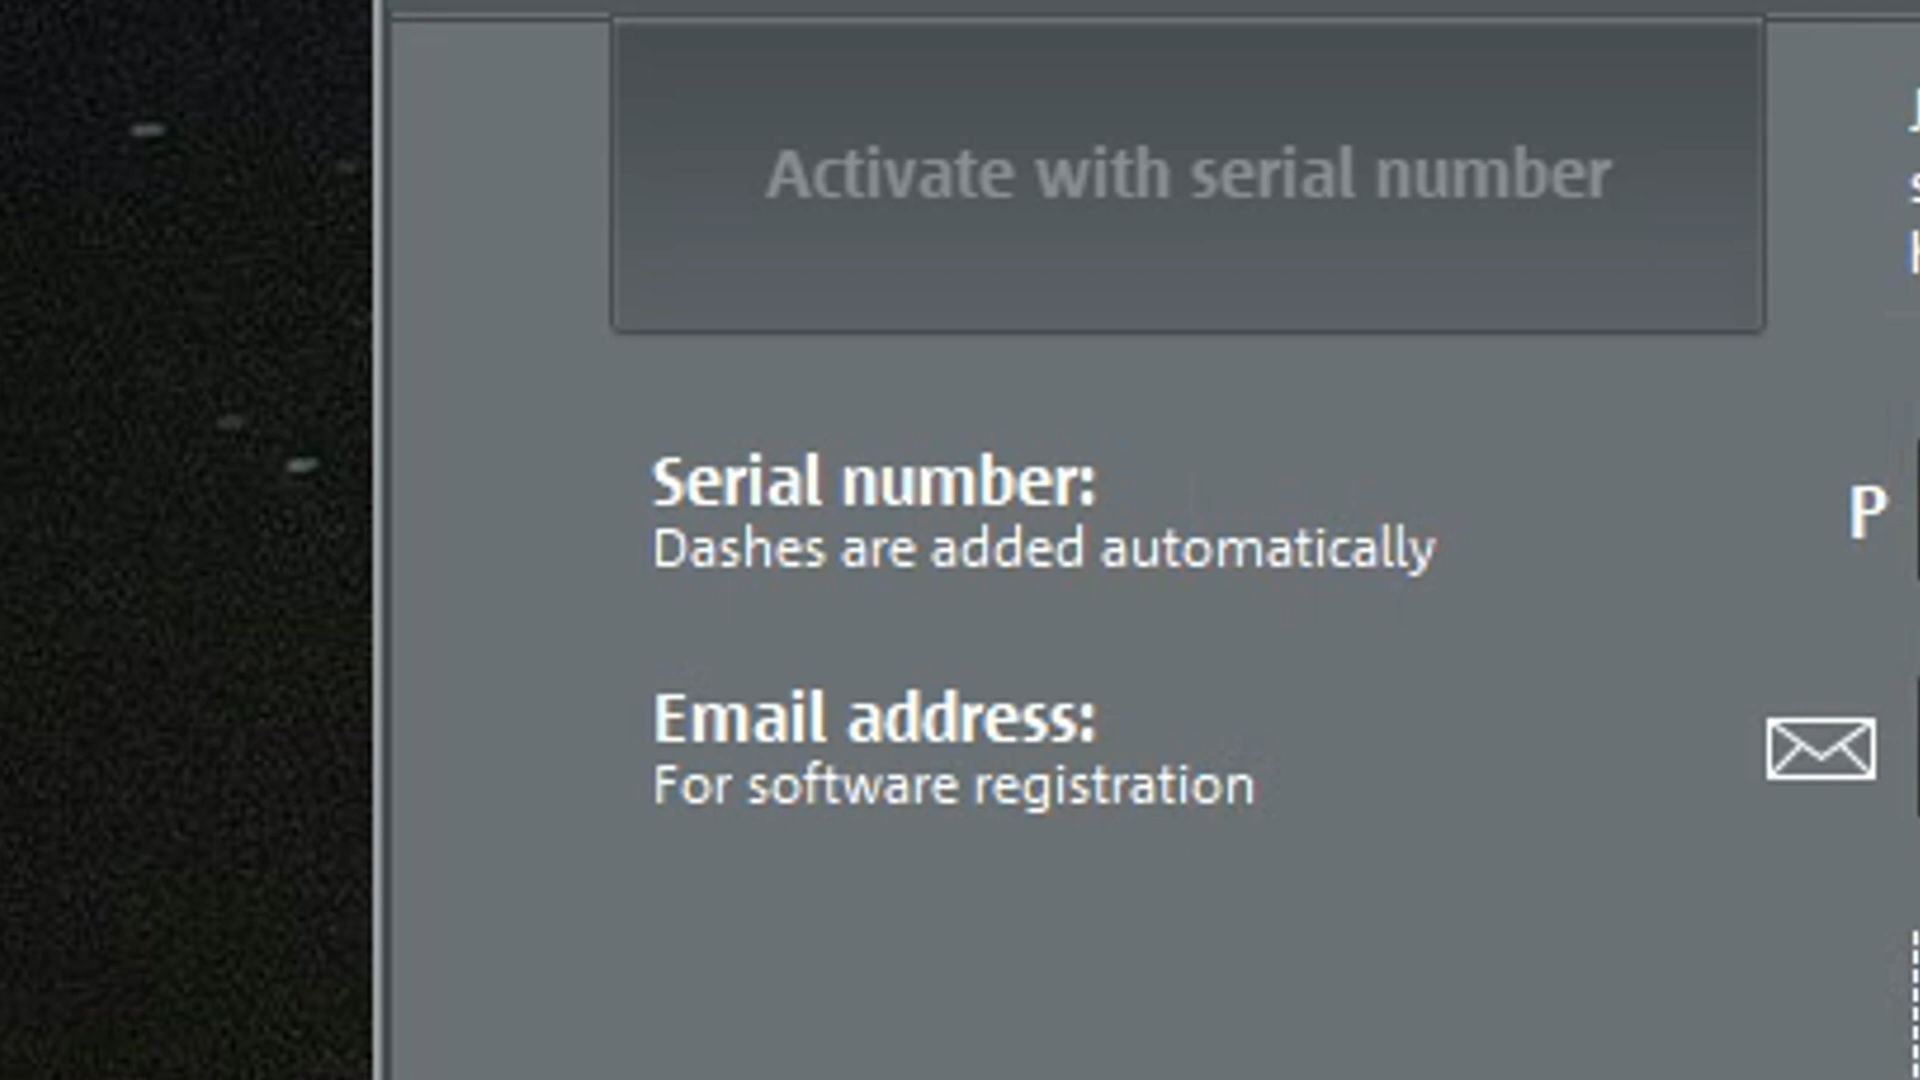 Activate with serial number
Serial number:
Dashes are added automatically
P
Email address:
For software registration